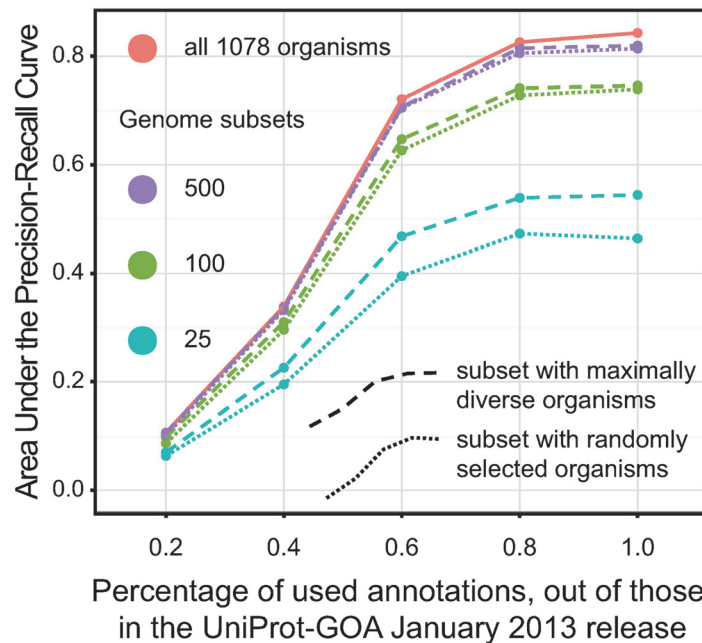 Area Under the Precision-Recall Curve
0.8
0.6
0.4
0.2
0.0
all 1078 organisms
Genome subsets
500
100
25
subset with maximally
diverse organisms
subset with randomly
selected organisms
0.2 0.4 0.6 0.8 1.0
Percentage of used annotations, out of those
in the UniProt-GOA January 2013 release